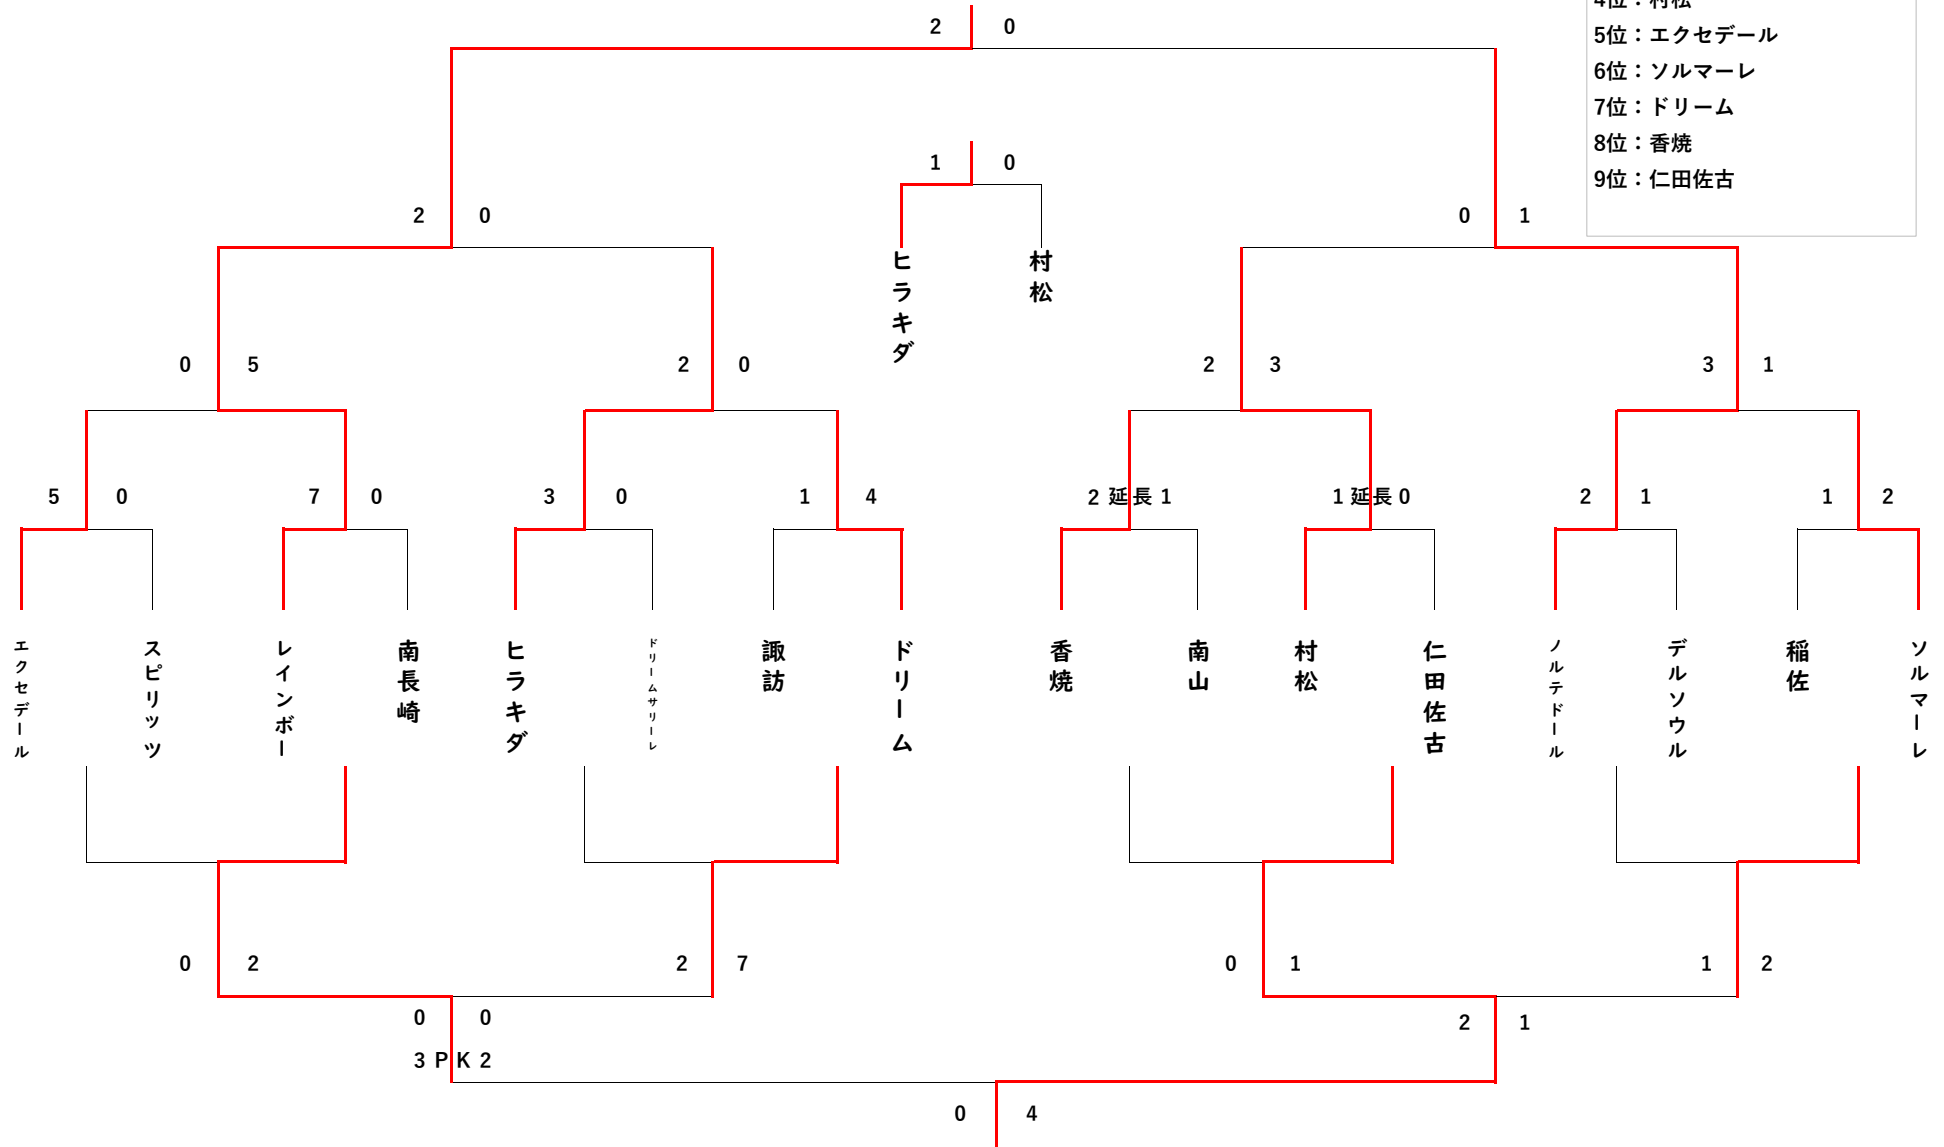 4位：村松
5位：エクセデール
6位：ソルマーレ
7位：ドリーム
8位：香焼
9位：仁田佐古
2 0
1 0
ヒラキダ
村松
2 0
0 1
0 5
2 0
2 3
3 1
5 0
7 0
3 0
1 4
2 延長 1
1 延長 0
2 1
1 2
エクセデール
スピリッツ
レインボー
南長崎
ヒラキダ
ドリームサリーレ
諏訪
ドリーム
香焼
南山
村松
仁田佐古
ノルテドール
デルソウル
稲佐
ソルマーレ
0 2
2 7
0 1
1 2
0 0
3 PK 2
2 1
0 4